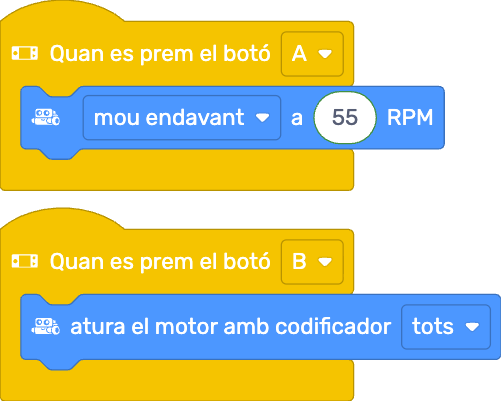 Quan es prem el botó A
mou endavant a 55 RPM
Quan es prem el botó B
atura el motor amb codificador tots